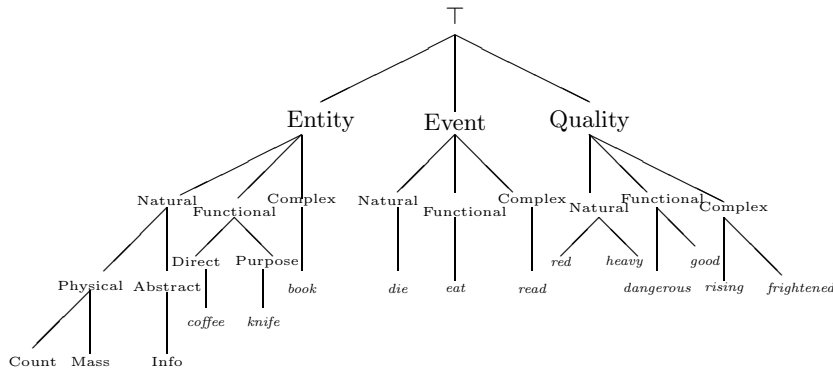 ⊤
Entity Event Quality
Natural Functional Complex Natural Functional Complex Natural Functional Complex
Direct Purpose red heavy good
Physical Abstract book die eat read dangerous rising frightened
coffee knife
Count Mass Info